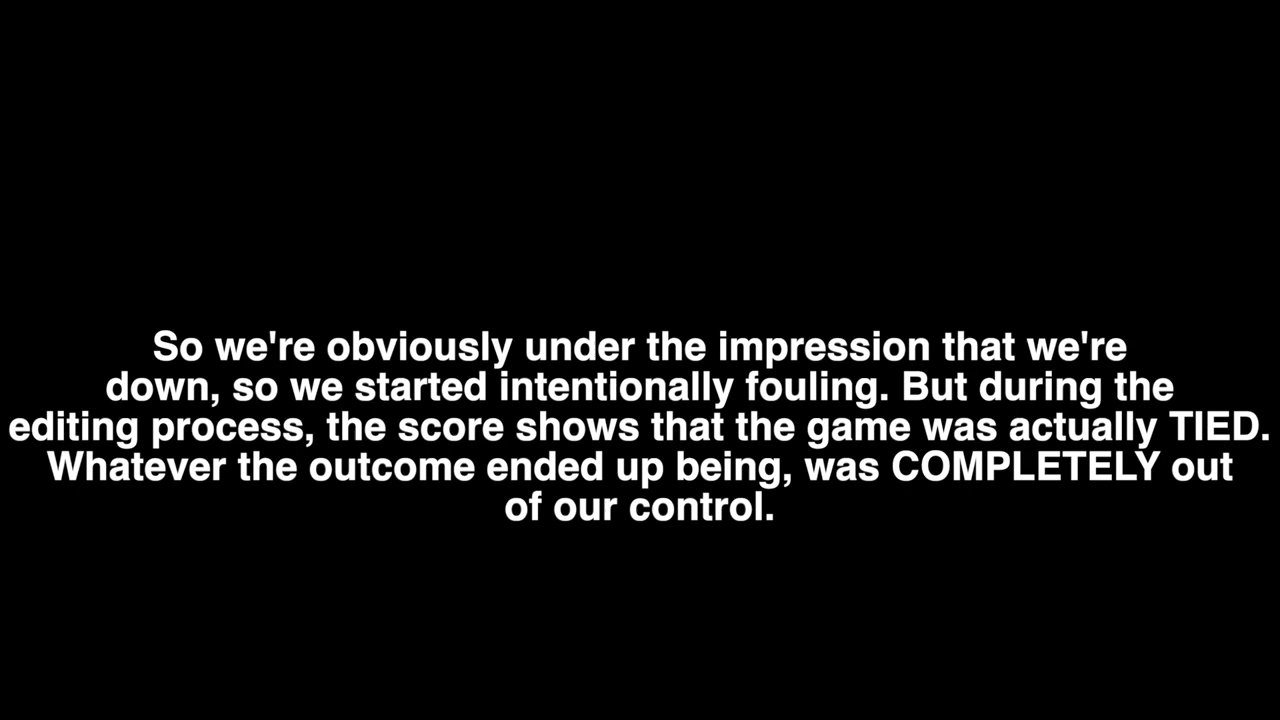 So we're obviously under the impression that we're
down, so we started intentionally fouling. But during the
editing process, the score shows that the game was actually TIED.
Whatever the outcome ended up being, was COMPLETELY out
of our control.